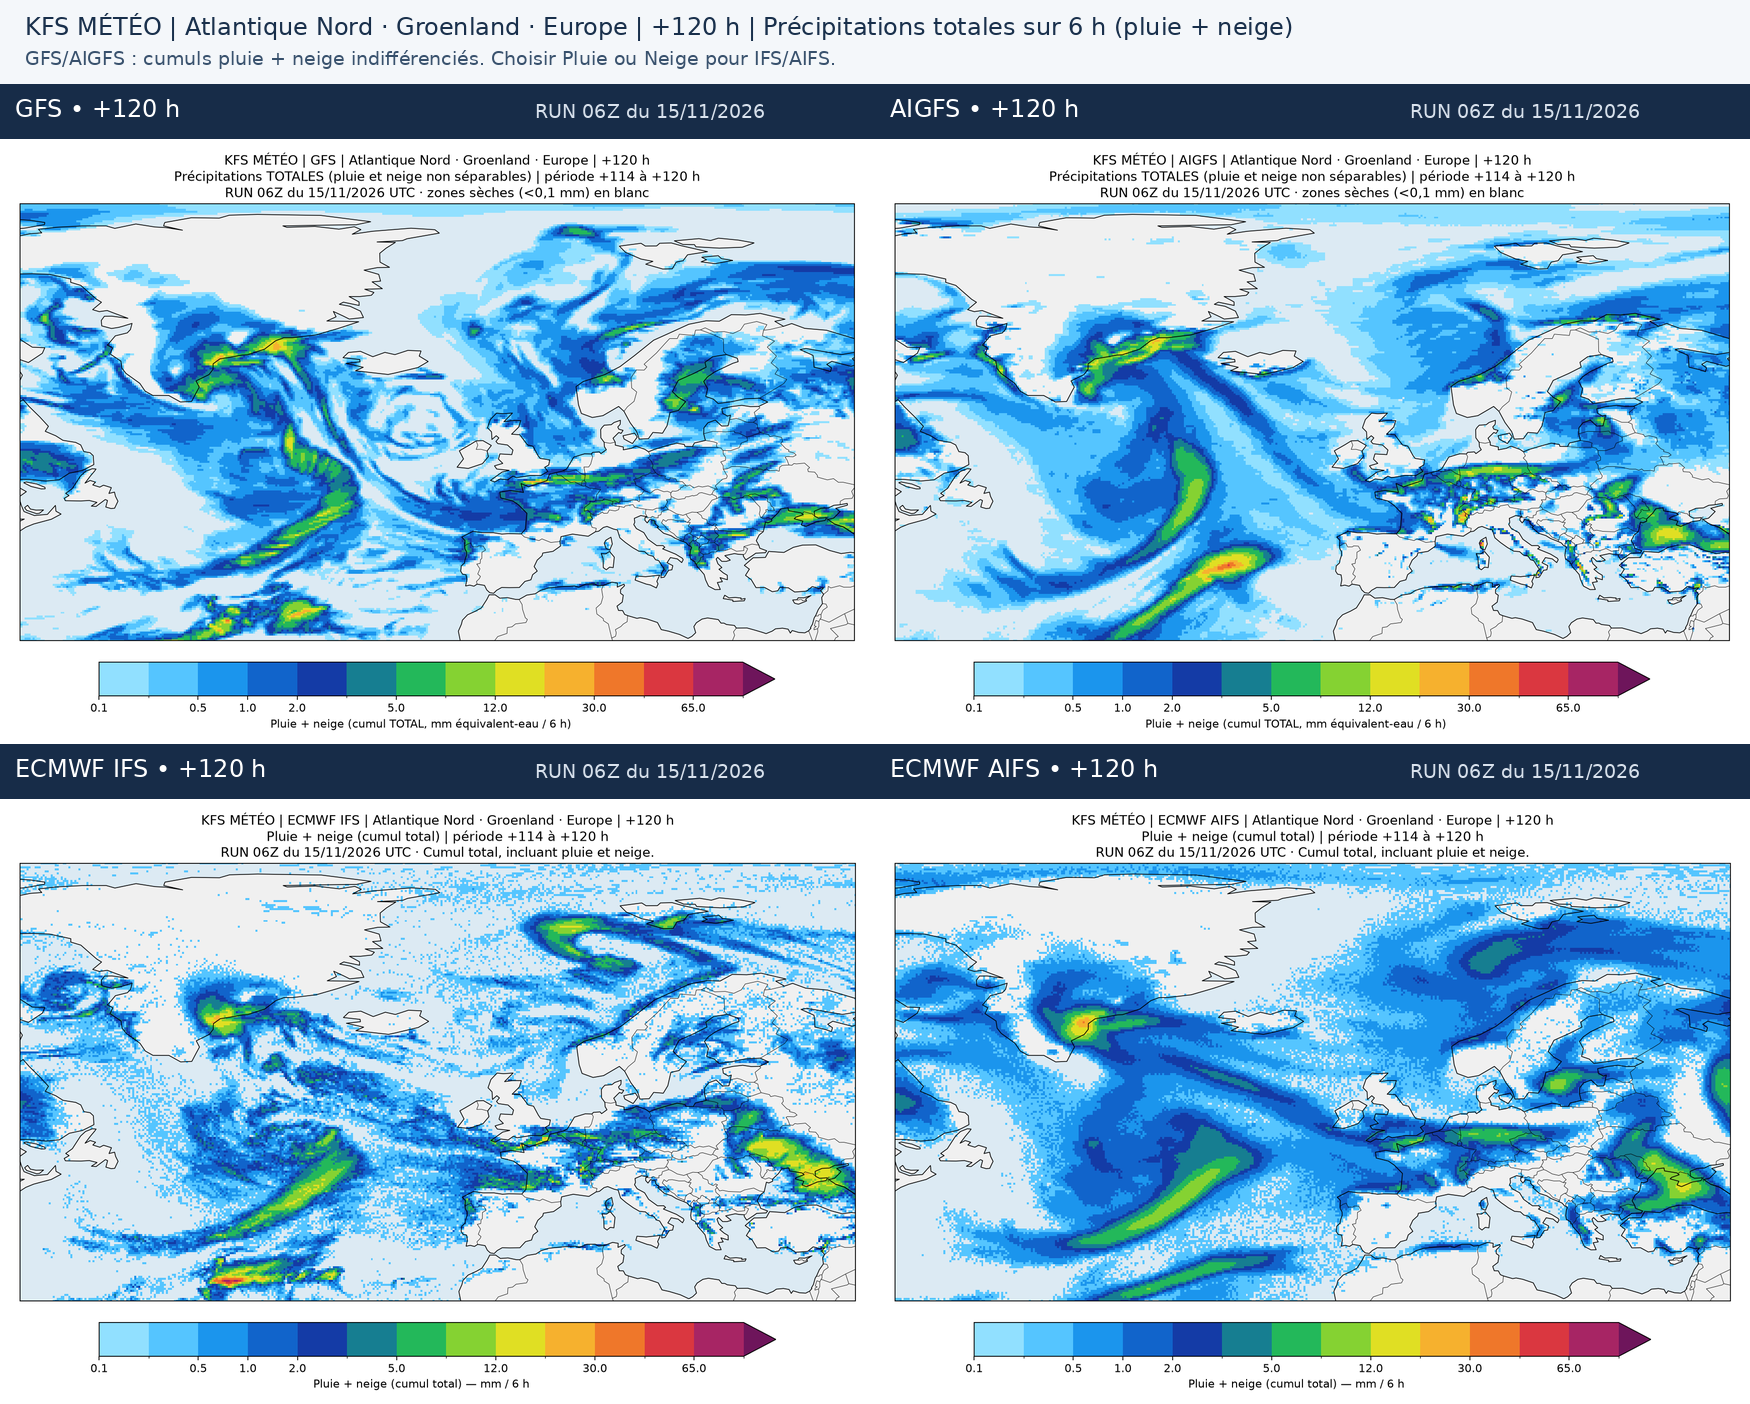 KFS MÉTÉO | Atlantique Nord · Groenland · Europe | +120 h | Précipitations totales sur 6 h (pluie + neige)
GFS/AIGFS : cumuls pluie + neige indifférenciés. Choisir Pluie ou Neige pour IFS/AIFS.
GFS • +120 h
RUN 06Z du 15/11/2026
AIGFS • +120 h
RUN 06Z du 15/11/2026
KFS MÉTÉO | GFS | Atlantique Nord · Groenland · Europe | +120 h
Précipitations TOTALES (pluie et neige non séparables) | période +114 à +120 h
RUN 06Z du 15/11/2026 UTC · zones sèches (<0,1 mm) en blanc
KFS MÉTÉO | AIGFS | Atlantique Nord · Groenland · Europe | +120 h
Précipitations TOTALES (pluie et neige non séparables) | période +114 à +120 h
RUN 06Z du 15/11/2026 UTC · zones sèches (<0,1 mm) en blanc
0.1 0.5 1.0 2.0 5.0 12.0 30.0 65.0
Pluie + neige (cumul TOTAL, mm équivalent-eau / 6 h)
0.1 0.5 1.0 2.0 5.0 12.0 30.0 65.0
Pluie + neige (cumul TOTAL, mm équivalent-eau / 6 h)
ECMWF IFS • +120 h
RUN 06Z du 15/11/2026
ECMWF AIFS • +120 h
RUN 06Z du 15/11/2026
KFS MÉTÉO | ECMWF IFS | Atlantique Nord · Groenland · Europe | +120 h
Pluie + neige (cumul total) | période +114 à +120 h
RUN 06Z du 15/11/2026 UTC · Cumul total, incluant pluie et neige.
KFS MÉTÉO | ECMWF AIFS | Atlantique Nord · Groenland · Europe | +120 h
Pluie + neige (cumul total) | période +114 à +120 h
RUN 06Z du 15/11/2026 UTC · Cumul total, incluant pluie et neige.
0.1 0.5 1.0 2.0 5.0 12.0 30.0 65.0
Pluie + neige (cumul total) — mm / 6 h
0.1 0.5 1.0 2.0 5.0 12.0 30.0 65.0
Pluie + neige (cumul total) — mm / 6 h